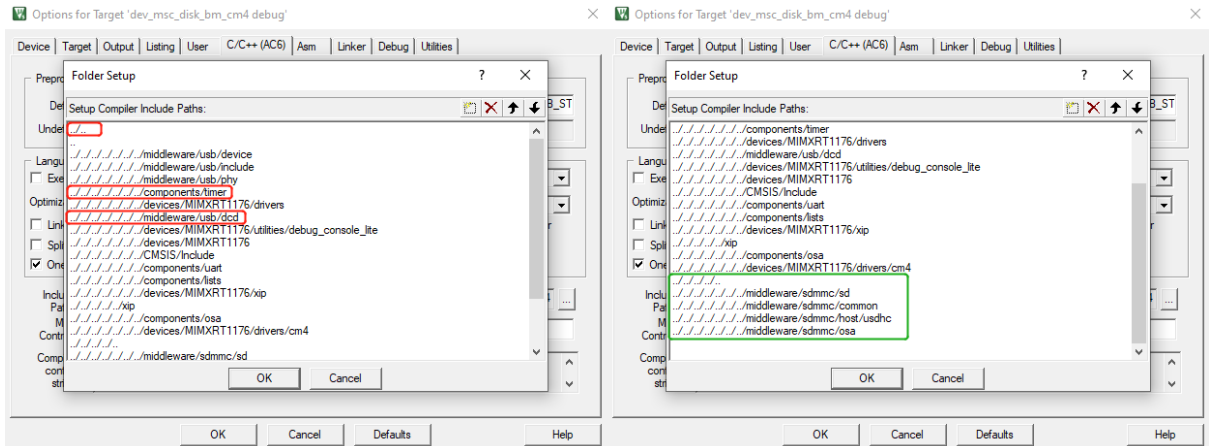 Options for Target 'dev_msc_disk_bm_cm4 debug'
Device | Target | Output | Listing | User | C/C++ (AC6) | Asm | Linker | Debug | Utilities
Folder Setup
Setup Compiler Include Paths:
../..
..
../../../../../../../middleware/usb/device
../../../../../../../middleware/usb/include
../../../../../../../middleware/usb/phy
../../../../../../../components/timer
../../../../../../../devices/MIMXRT1176/drivers
../../../../../../../middleware/usb/dcd
../../../../../../../devices/MIMXRT1176/utilities/debug_console_lite
../../../../../../../devices/MIMXRT1176
../../../../../../../CMSIS/Include
../../../../../../../components/uart
../../../../../../../components/lists
../../../../../../../devices/MIMXRT1176/xip
../../../../../xip
../../../../../../../components/osa
../../../../../../../devices/MIMXRT1176/drivers/cm4
../../../../..
../../../../../../../middleware/sdmmc/sd
OK Cancel
OK Cancel Defaults Help
Options for Target 'dev_msc_disk_bm_cm4 debug'
Device | Target | Output | Listing | User | C/C++ (AC6) | Asm | Linker | Debug | Utilities
Folder Setup
Setup Compiler Include Paths:
../../../../../../../components/timer
../../../../../../../devices/MIMXRT1176/drivers
../../../../../../../middleware/usb/dcd
../../../../../../../devices/MIMXRT1176/utilities/debug_console_lite
../../../../../../../devices/MIMXRT1176
../../../../../../../CMSIS/Include
../../../../../../../components/uart
../../../../../../../components/lists
../../../../../../../devices/MIMXRT1176/xip
../../../../../xip
../../../../../../../components/osa
../../../../../../../devices/MIMXRT1176/drivers/cm4
../../../../..
../../../../../../../middleware/sdmmc/sd
../../../../../../../middleware/sdmmc/common
../../../../../../../middleware/sdmmc/host/usdhc
../../../../../../../middleware/sdmmc/osa
OK Cancel
OK Cancel Defaults Help